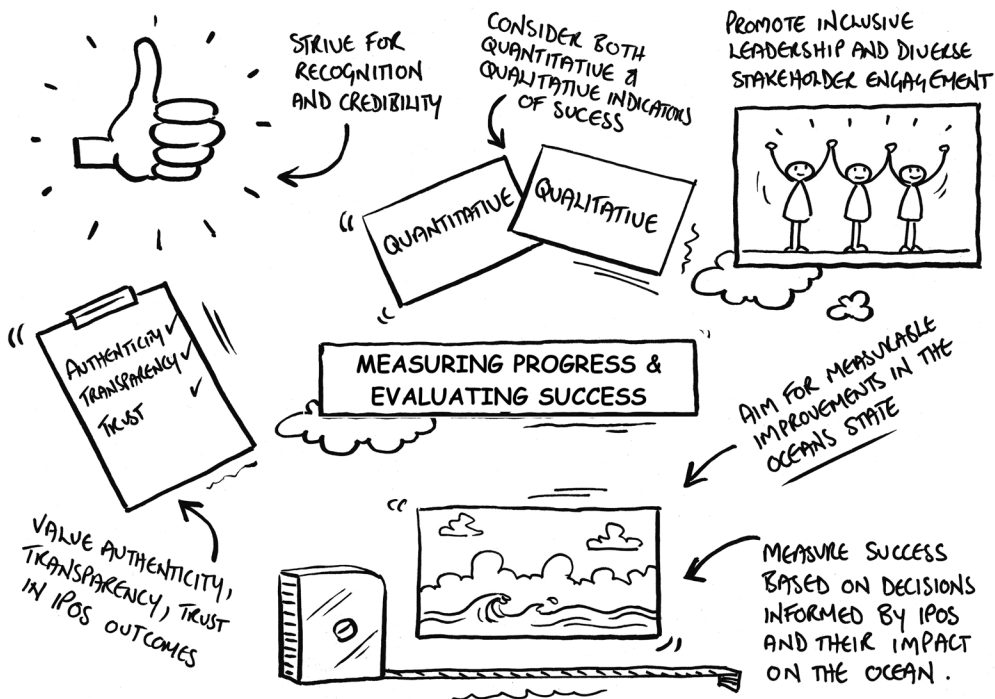 STRIVE FOR
RECOGNITION
AND CREDIBILITY
CONSIDER BOTH
QUANTITATIVE &
QUALITATIVE INDICATORS
OF SUCESS
PROMOTE INCLUSIVE
LEADERSHIP AND DIVERSE
STAKEHOLDER ENGAGEMENT
QUANTITATIVE
QUALITATIVE
AUTHENTICITY ✓
TRANSPARENCY ✓
TRUST ✓
MEASURING PROGRESS &
EVALUATING SUCCESS
AIM FOR MEASURABLE
IMPROVEMENTS IN THE
OCEANS STATE
VALUE AUTHENTICITY,
TRANSPARENCY, TRUST
IN IPOS OUTCOMES
MEASURE SUCCESS
BASED ON DECISIONS
INFORMED BY IPOS
AND THEIR IMPACT
ON THE OCEAN.